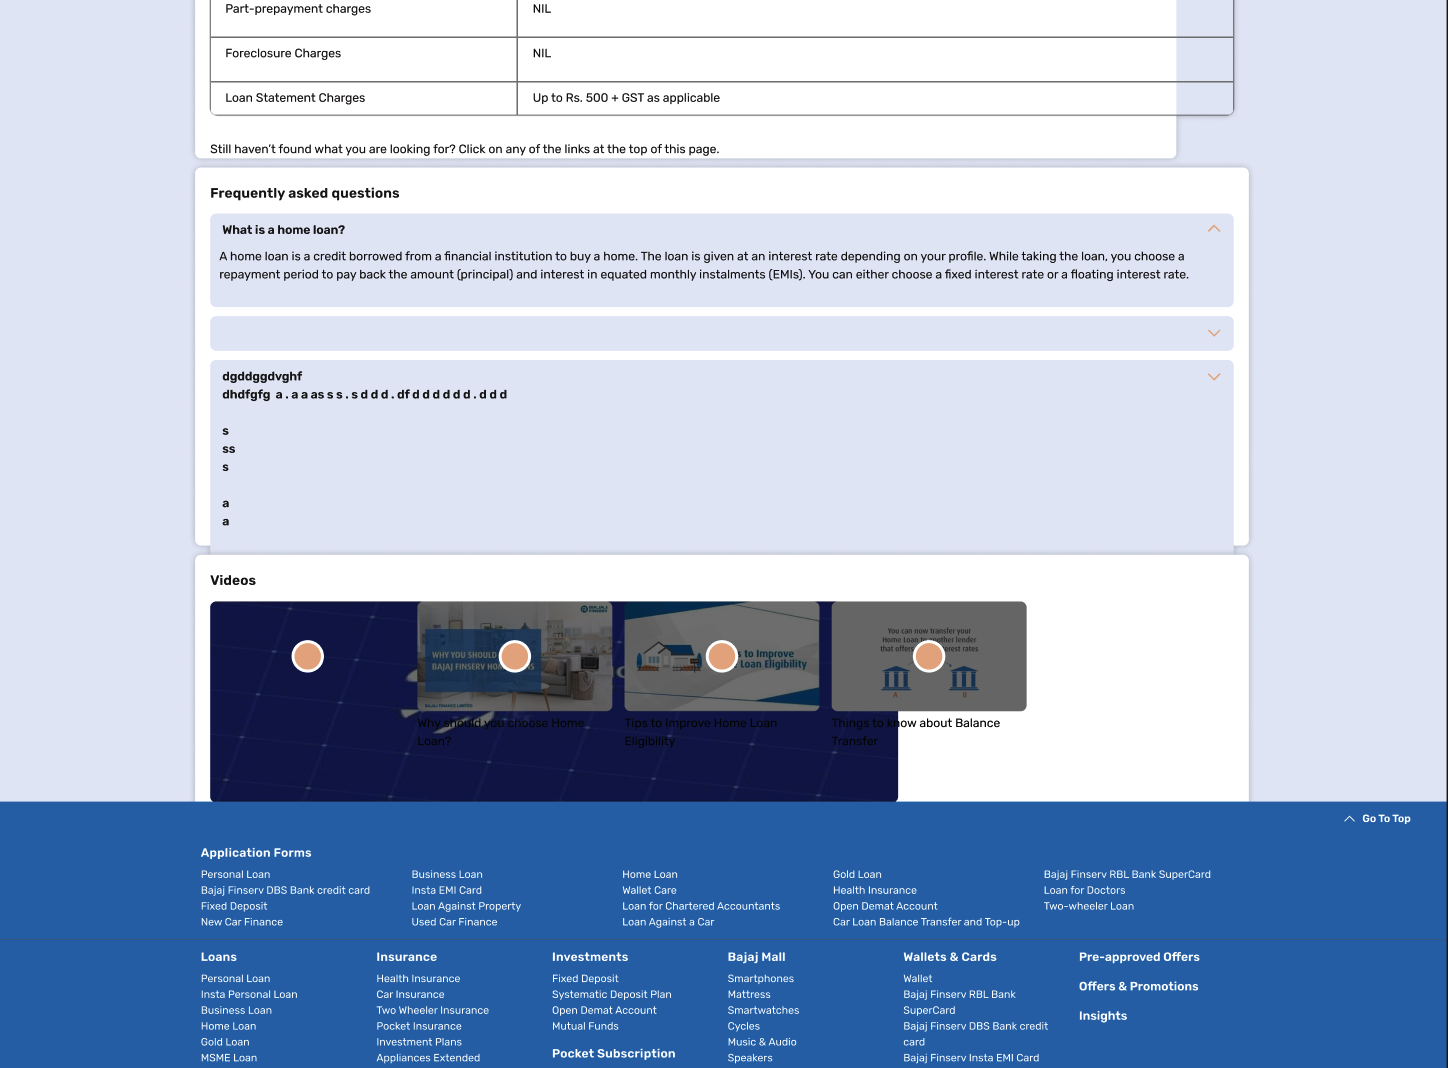 Part-prepayment charges NIL
Foreclosure Charges NIL
Loan Statement Charges Up to Rs. 500 + GST as applicable
Still haven't found what you are looking for? Click on any of the links at the top of this page.
Frequently asked questions
What is a home loan?
A home loan is a credit borrowed from a financial institution to buy a home. The loan is given at an interest rate depending on your profile. While taking the loan, you choose a
repayment period to pay back the amount (principal) and interest in equated monthly instalments (EMIs). You can either choose a fixed interest rate or a floating interest rate.
dgddggdvghf
dhdfgfg a . a a as s s . s d d d . df d d d d d d . d d d
s
ss
s
a
a
Videos
BAJAJ FINSERV
WHY YOU SHOULD
BAJAJ FINSERV
BAJAJ FINANCE LIMITED
to Improve
Loan Eligibility
You can now transfer your
Home Loan to another lender
that offers
A B
Why should you choose Home
Loan?
Tips to Improve Home Loan
Eligibility
Things to know about Balance
Transfer
Go To Top
Application Forms
Personal Loan Business Loan Home Loan Gold Loan Bajaj Finserv RBL Bank SuperCard
Bajaj Finserv DBS Bank credit card Insta EMI Card Wallet Care Health Insurance Loan for Doctors
Fixed Deposit Loan Against Property Loan for Chartered Accountants Open Demat Account Two-wheeler Loan
New Car Finance Used Car Finance Loan Against a Car Car Loan Balance Transfer and Top-up
Loans
Personal Loan
Insta Personal Loan
Business Loan
Home Loan
Gold Loan
MSME Loan
Insurance
Health Insurance
Car Insurance
Two Wheeler Insurance
Pocket Insurance
Investment Plans
Appliances Extended
Investments
Fixed Deposit
Systematic Deposit Plan
Open Demat Account
Mutual Funds
Pocket Subscription
Bajaj Mall
Smartphones
Mattress
Smartwatches
Cycles
Music & Audio
Speakers
Wallets & Cards
Wallet
Bajaj Finserv RBL Bank
SuperCard
Bajaj Finserv DBS Bank credit
card
Bajaj Finserv Insta EMI Card
Pre-approved Offers
Offers & Promotions
Insights